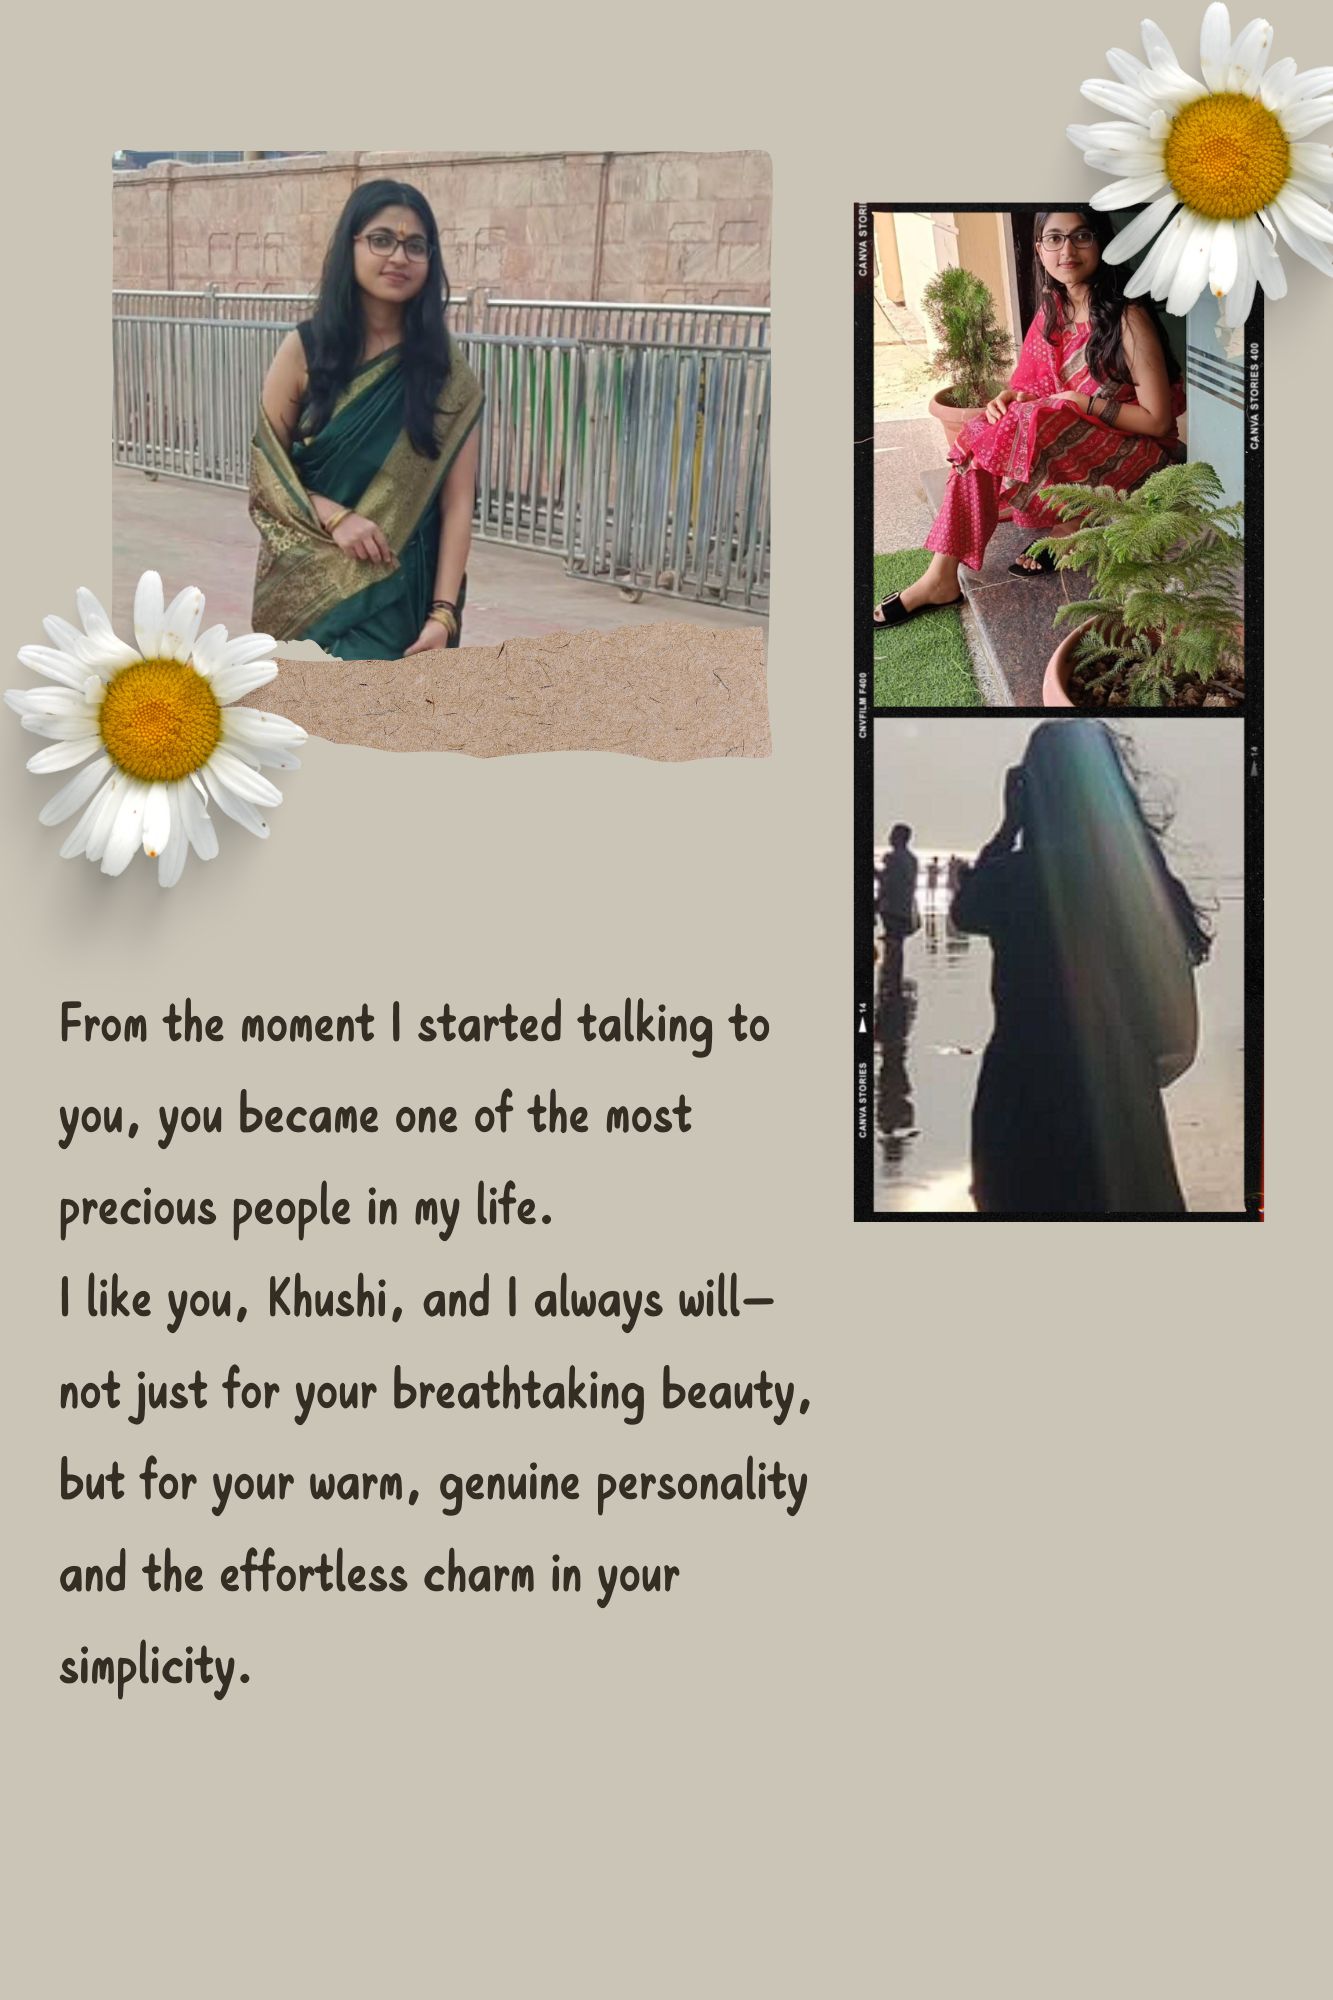 CANVA STORI
CANVA STORIES 400
CNVFILM F400
14
14
CANVA STORIES
From the moment I started talking to
you, you became one of the most
precious people in my life.
I like you, Khushi, and I always will—
not just for your breathtaking beauty,
but for your warm, genuine personality
and the effortless charm in your
simplicity.